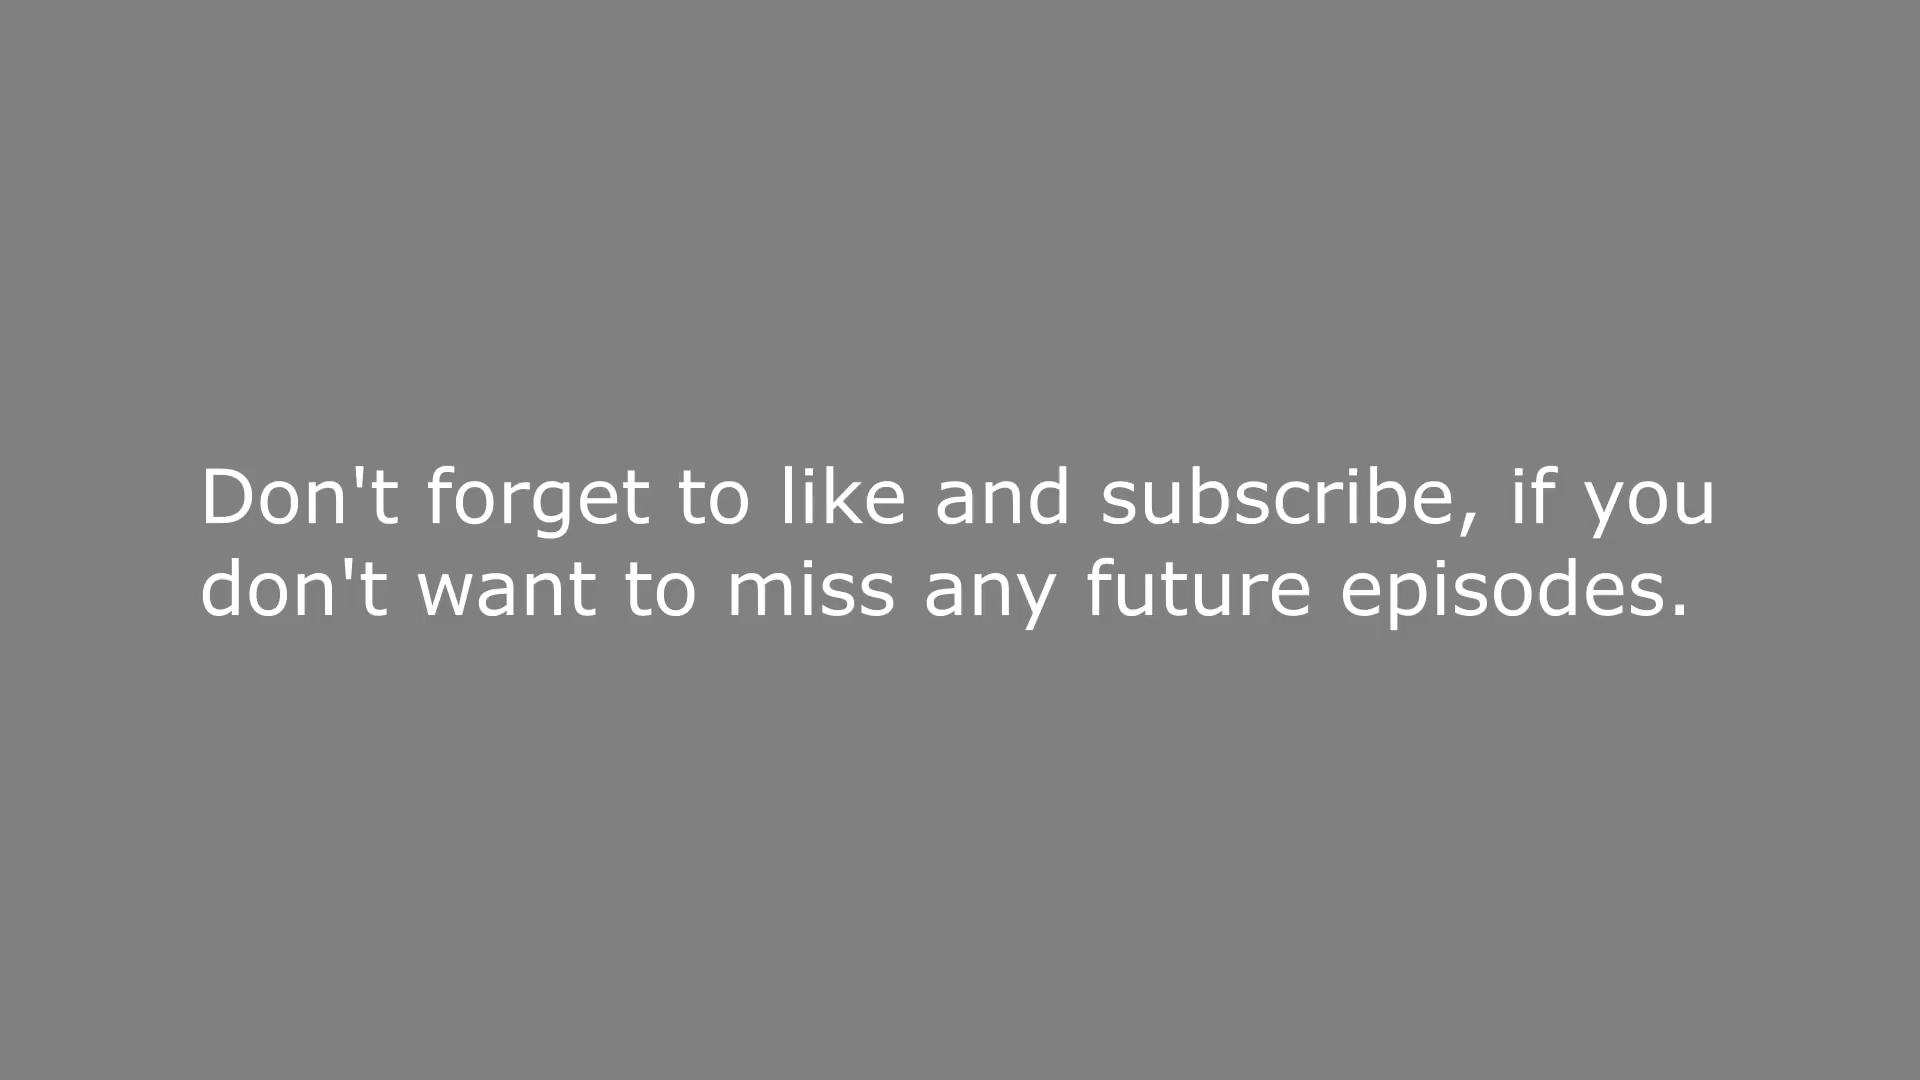 Don't forget to like and subscribe, if you
don't want to miss any future episodes.